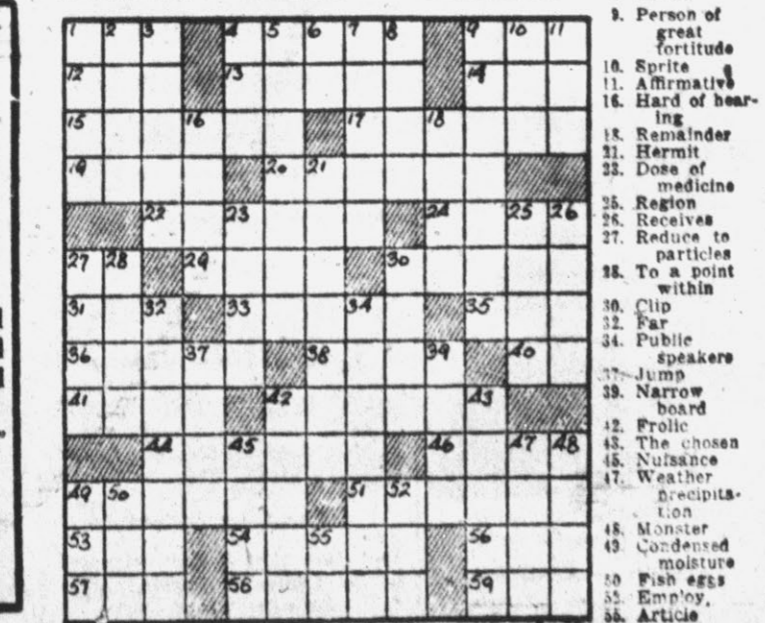 1 2 3 4 5 6 7 8 9 10 11
12 13 14
15 16 17 18
19 20 21
22 23 24 25 26
27 28 29 30
31 32 33 34 35
36 37 38 39 40
41 42 43
44 45 46 47 48
49 50 51 52
53 54 55 56
57 58 59
9. Person of
great
fortitude
10. Sprite
11. Affirmative
16. Hard of hear-
ing
18. Remainder
21. Hermit
23. Dose of
medicine
25. Region
26. Receives
27. Reduce to
particles
28. To a point
within
30. Clip
32. Far
34. Public
speakers
37. Jump
39. Narrow
board
42. Frolic
43. The chosen
45. Nuisance
47. Weather
precipita-
tion
48. Monster
49. Condensed
moisture
50 Fish eggs
52. Employ.
55. Article